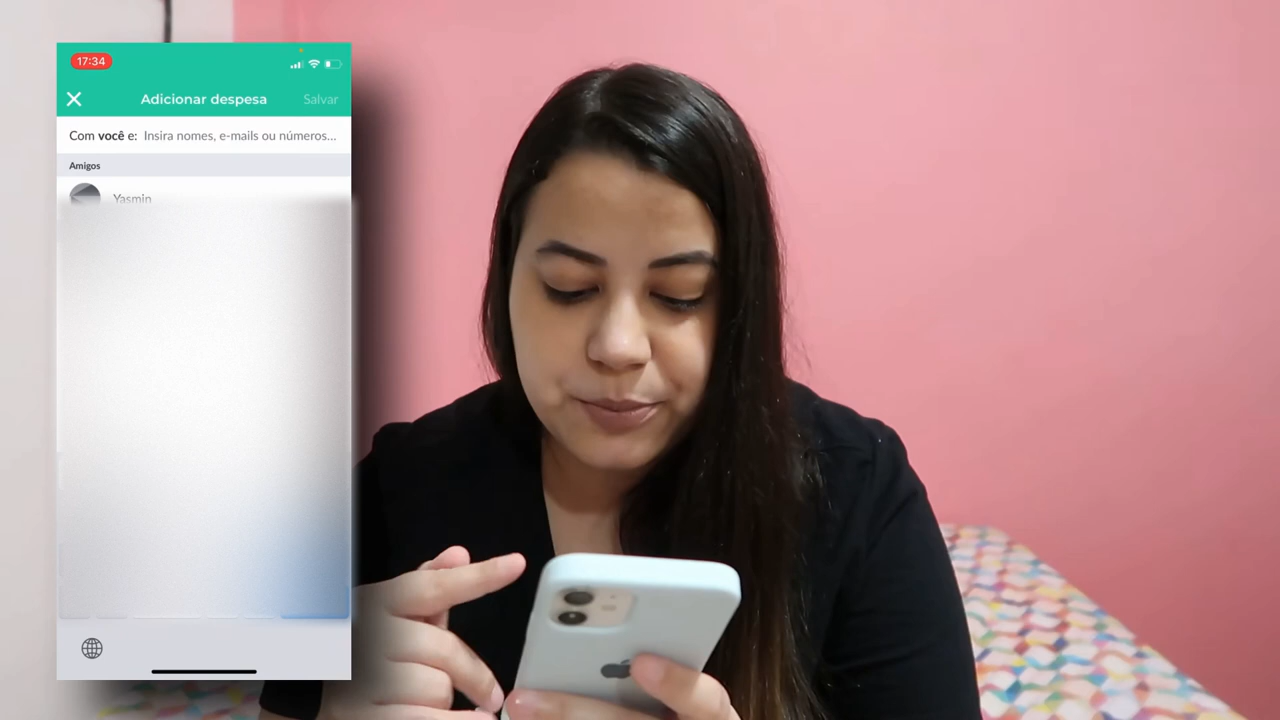 17:34
Adicionar despesa Salvar
Com você e: Insira nomes, e-mails ou números...
Amigos
Yasmin